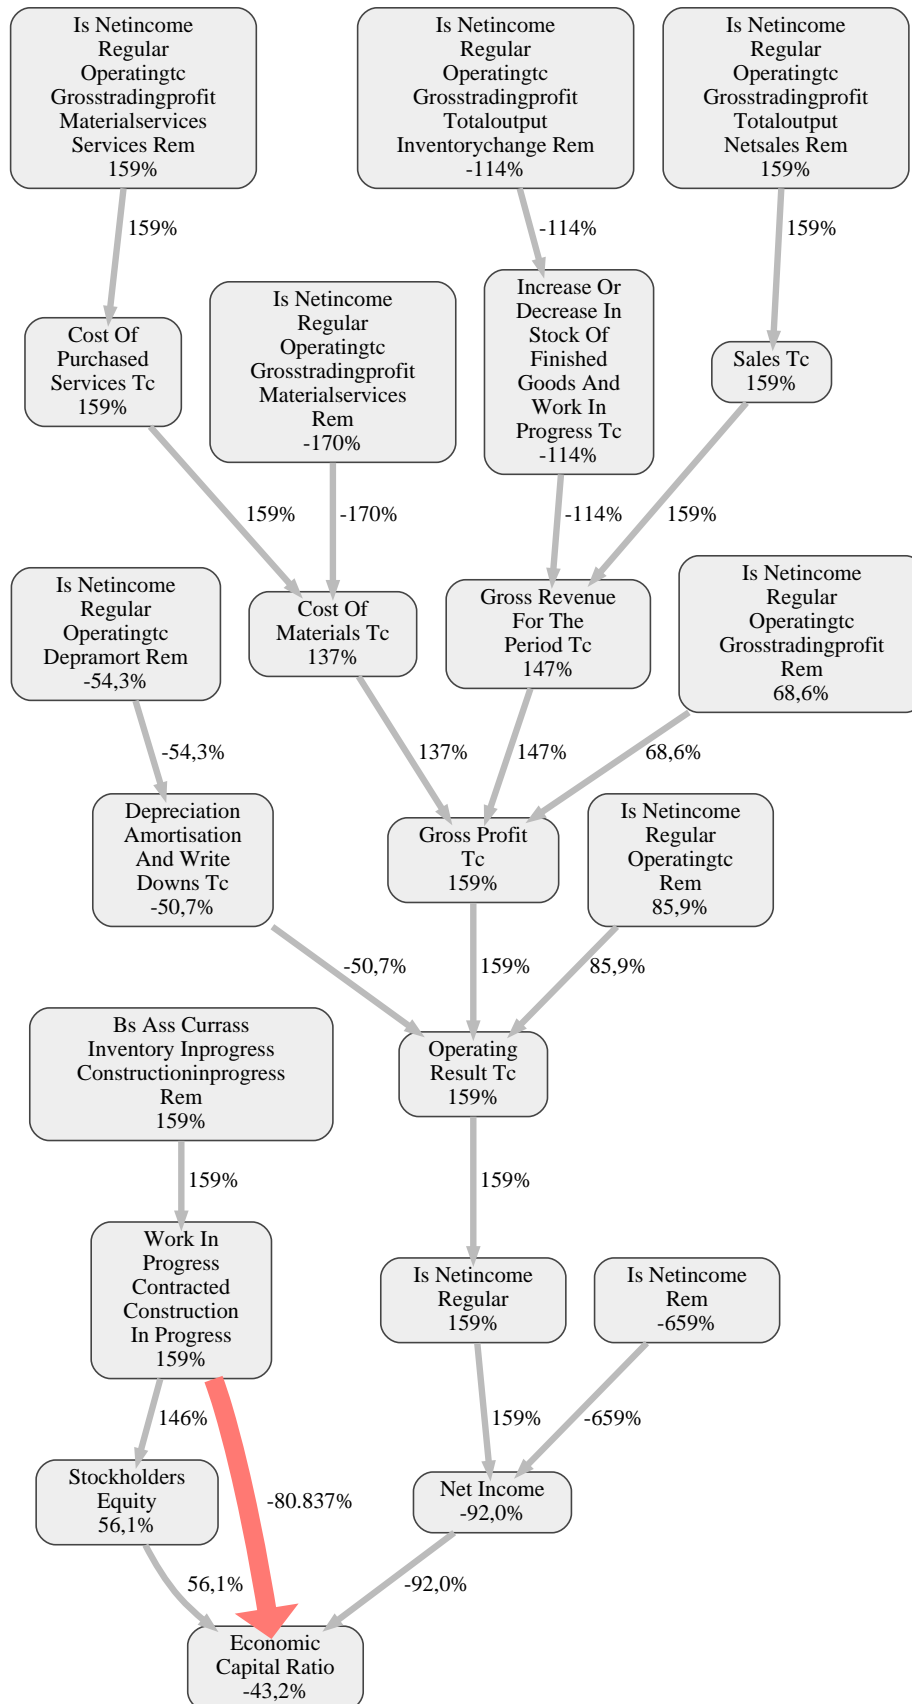 Is Netincome
Regular
Operatingtc
Grosstradingprofit
Materialservices
Services Rem
159%
Is Netincome
Regular
Operatingtc
Grosstradingprofit
Totaloutput
Inventorychange Rem
-114%
Is Netincome
Regular
Operatingtc
Grosstradingprofit
Totaloutput
Netsales Rem
159%
159%
-114%
159%
Cost Of
Purchased
Services Tc
159%
Is Netincome
Regular
Operatingtc
Grosstradingprofit
Materialservices
Rem
-170%
Increase Or
Decrease In
Stock Of
Finished
Goods And
Work In
Progress Tc
-114%
Sales Tc
159%
159%
-170%
-114%
159%
Is Netincome
Regular
Operatingtc
Depramort Rem
-54,3%
Cost Of
Materials Tc
137%
Gross Revenue
For The
Period Tc
147%
Is Netincome
Regular
Operatingtc
Grosstradingprofit
Rem
68,6%
-54,3%
137%
147%
68,6%
Depreciation
Amortisation
And Write
Downs Tc
-50,7%
Gross Profit
Tc
159%
Is Netincome
Regular
Operatingtc
Rem
85,9%
-50,7%
159%
85,9%
Bs Ass Currass
Inventory Inprogress
Constructioninprogress
Rem
159%
Operating
Result Tc
159%
159%
159%
Work In
Progress
Contracted
Construction
In Progress
159%
Is Netincome
Regular
159%
Is Netincome
Rem
-659%
146%
-80.837%
159%
-659%
Stockholders
Equity
56,1%
Net Income
-92,0%
56,1%
-92,0%
Economic
Capital Ratio
-43,2%